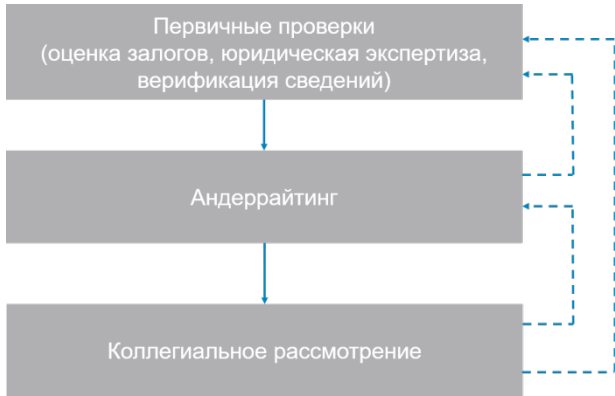 Первичные проверки
(оценка залогов, юридическая экспертиза,
верификация сведений)
Андеррайтинг
Коллегиальное рассмотрение